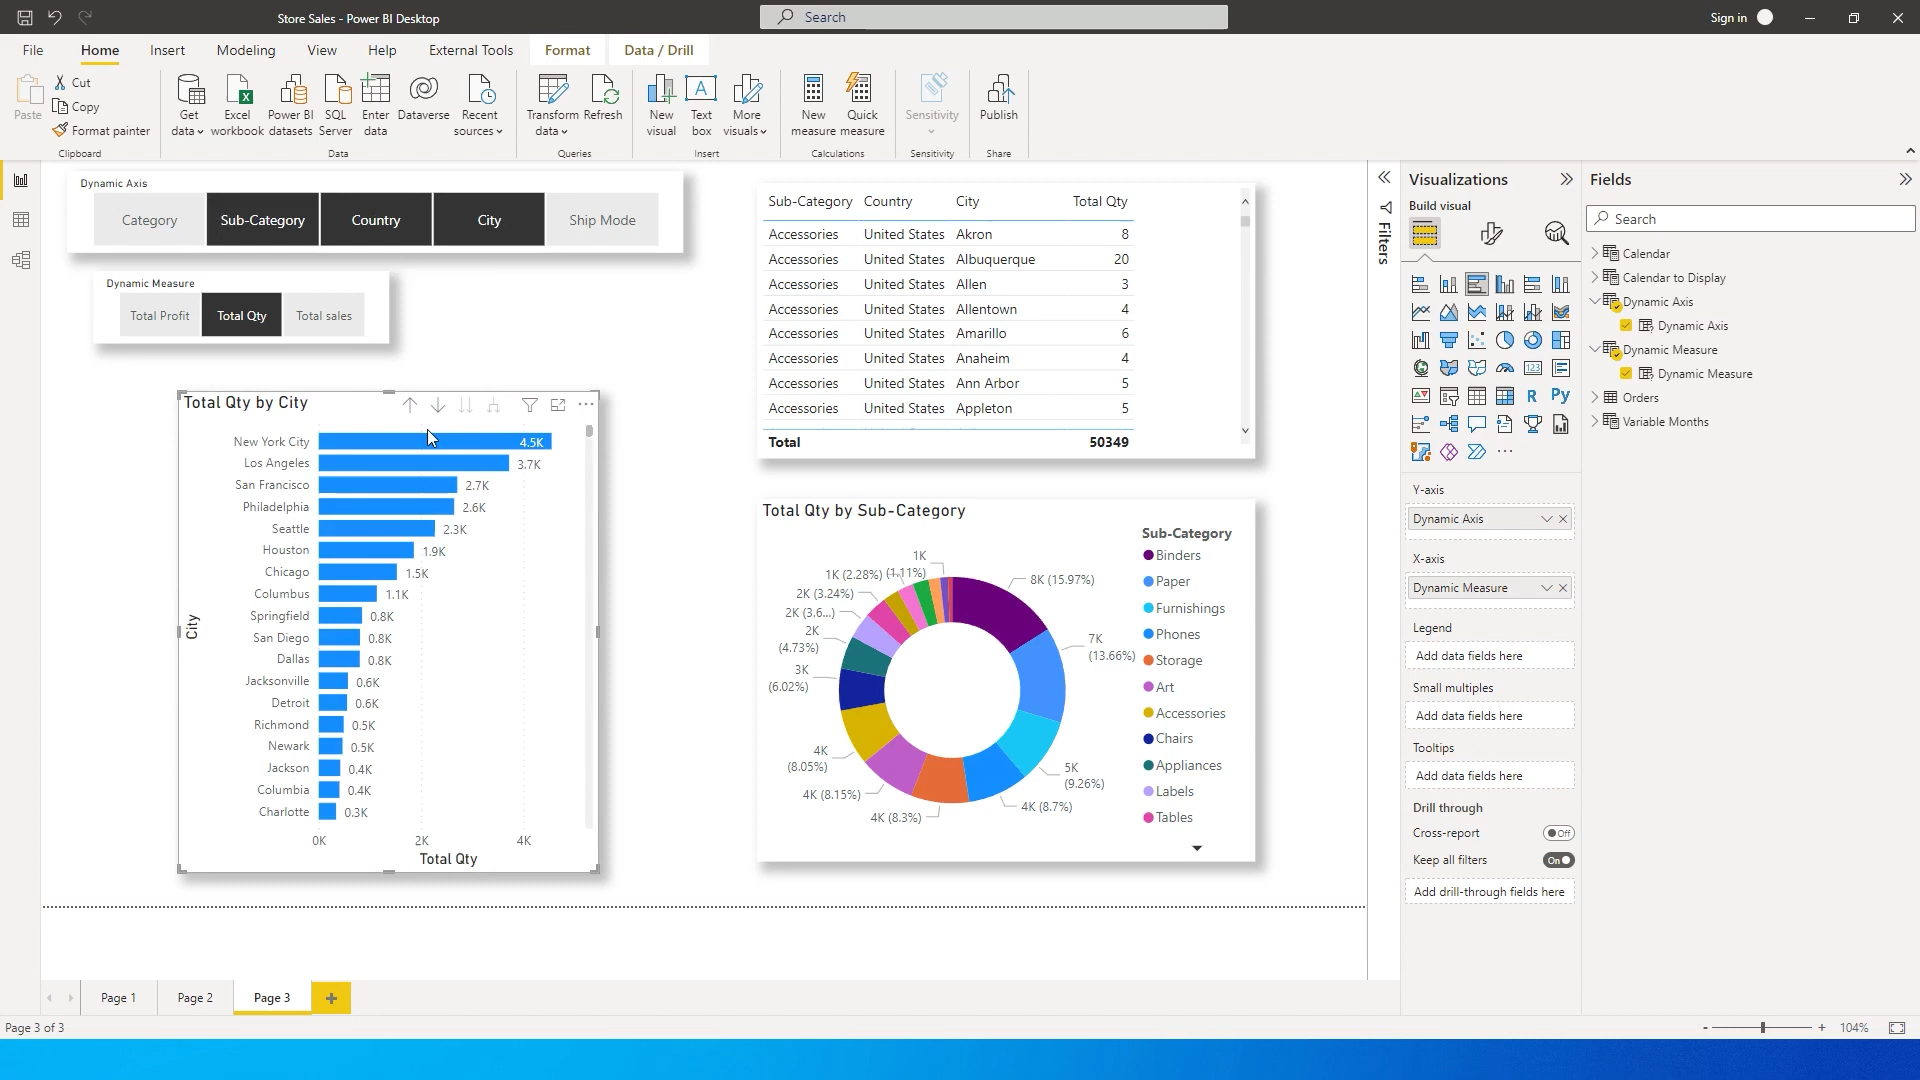 Store Sales - Power BI Desktop
Search
Sign in
File
Home
Insert
Modeling
View
Help
External Tools
Format
Data / Drill
Paste
Cut
Copy
Format painter
Get data
Excel workbook
Power BI datasets
SQL Server
Enter data
Dataverse
Recent sources
Transform data
Refresh
New visual
A
Text box
More visuals
New measure
Quick measure
Sensitivity
Publish
Clipboard
Data
Queries
Insert
Calculations
Sensitivity
Share
Dynamic Axis
Category
Sub-Category
Country
City
Ship Mode
Dynamic Measure
Total Profit
Total Qty
Total sales
Total Qty by City
New York City 4.5K
Los Angeles 3.7K
San Francisco 2.7K
Philadelphia 2.6K
Seattle 2.3K
Houston 1.9K
Chicago 1.5K
Columbus 1.1K
Springfield 0.8K
San Diego 0.8K
Dallas 0.8K
Jacksonville 0.6K
Detroit 0.6K
Richmond 0.5K
Newark 0.5K
Jackson 0.4K
Columbia 0.4K
Charlotte 0.3K
City
0K 2K 4K
Total Qty
Sub-Category Country City Total Qty
Accessories United States Akron 8
Accessories United States Albuquerque 20
Accessories United States Allen 3
Accessories United States Allentown 4
Accessories United States Amarillo 6
Accessories United States Anaheim 4
Accessories United States Ann Arbor 5
Accessories United States Appleton 5
Total 50349
Total Qty by Sub-Category
8K (15.97%)
7K
(13.66%)
5K
(9.26%)
4K (8.7%)
4K (8.3%)
4K (8.15%)
4K
(8.05%)
3K
(6.02%)
2K
(4.73%)
2K (3.6...)
2K (3.24%)
1K (2.28%)
1K
(1.11%)
Sub-Category
Binders
Paper
Furnishings
Phones
Storage
Art
Accessories
Chairs
Appliances
Labels
Tables
Filters
Visualizations
Build visual
123
R
Py
...
Y-axis
Dynamic Axis
X-axis
Dynamic Measure
Legend
Add data fields here
Small multiples
Add data fields here
Tooltips
Add data fields here
Drill through
Cross-report
Off
Keep all filters
On
Add drill-through fields here
Fields
Search
Calendar
Calendar to Display
Dynamic Axis
Dynamic Axis
Dynamic Measure
Dynamic Measure
Orders
Variable Months
Page 1
Page 2
Page 3
+
Page 3 of 3
- + 104%